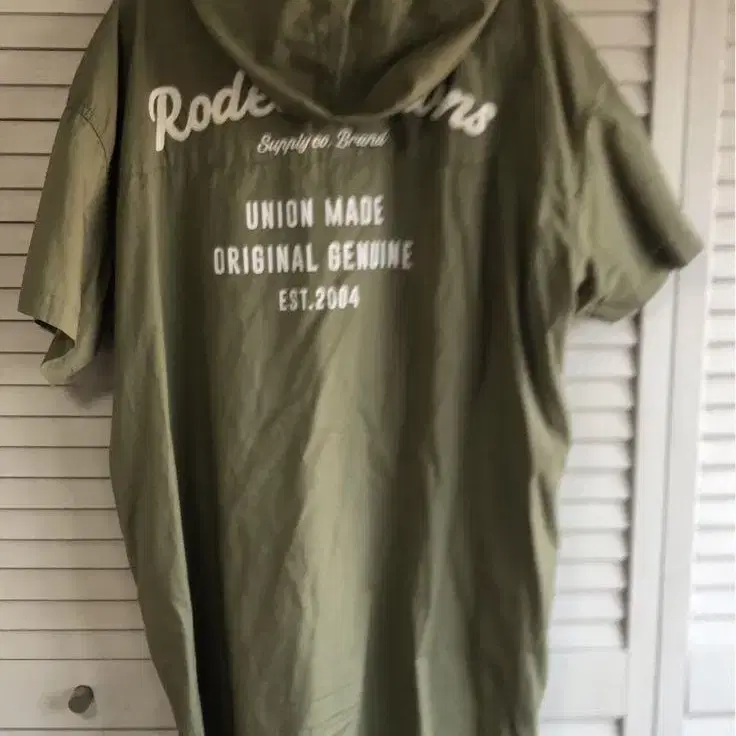 Supply co. Brand
UNION MADE
ORIGINAL GENUINE
EST.2004